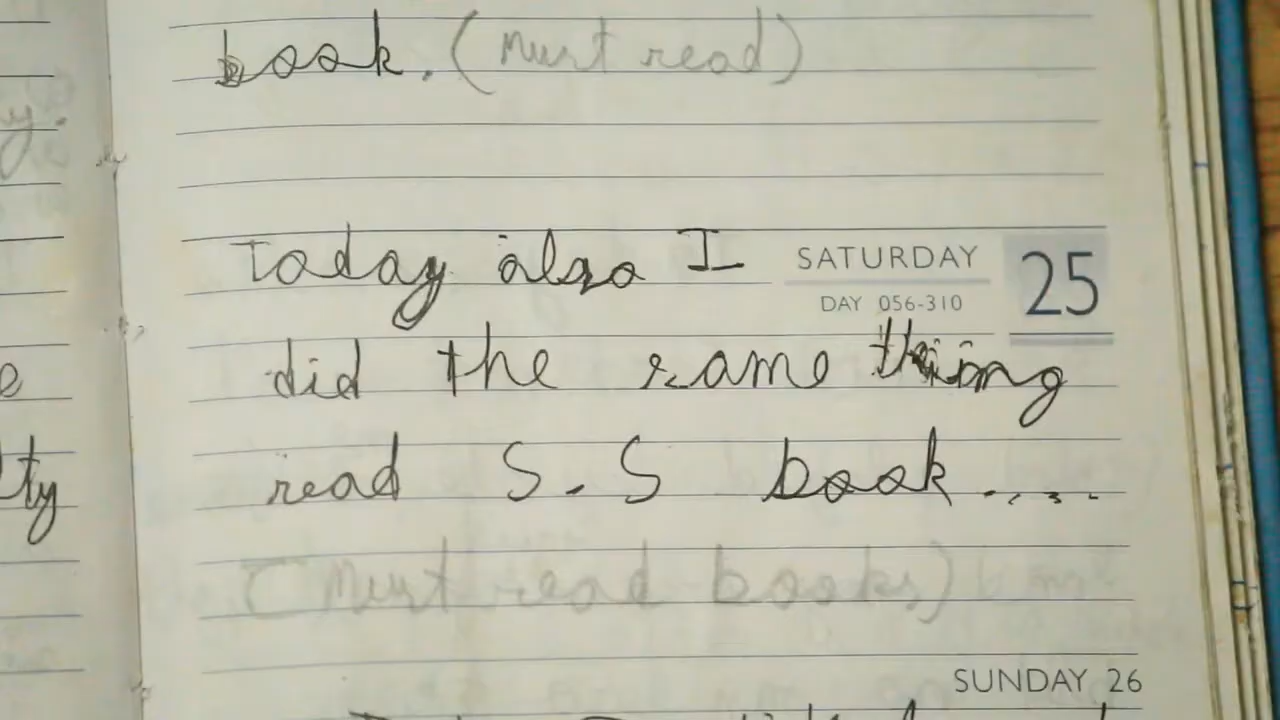 book. (Must read)
Today also I
SATURDAY 25
DAY 056-310
did the same thing
read S.S book.....
(Must read books)
SUNDAY 26